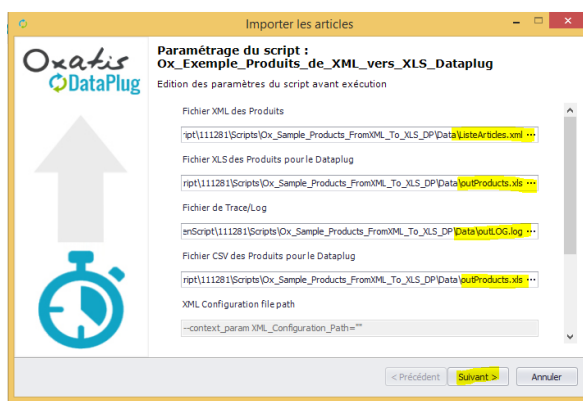 Importer les articles
Oxatis
DataPlug
Paramétrage du script :
Ox_Exemple_Produits_de_XML_vers_XLS_Dataplug
Edition des paramètres du script avant exécution
Fichier XML des Produits
ript\111281\Scripts\Ox_Sample_Products_FromXML_To_XLS_DP\Data\ListeArticles.xml ...
Fichier XLS des Produits pour le Dataplug
ript\111281\Scripts\Ox_Sample_Products_FromXML_To_XLS_DP\Data\outProducts.xls ...
Fichier de Trace/Log
enScript\111281\Scripts\Ox_Sample_Products_FromXML_To_XLS_DP\Data\outLOG.log ...
Fichier CSV des Produits pour le Dataplug
ript\111281\Scripts\Ox_Sample_Products_FromXML_To_XLS_DP\Data\outProducts.xls ...
XML Configuration file path
--context_param XML_Configuration_Path=""
< Précédent Suivant > Annuler